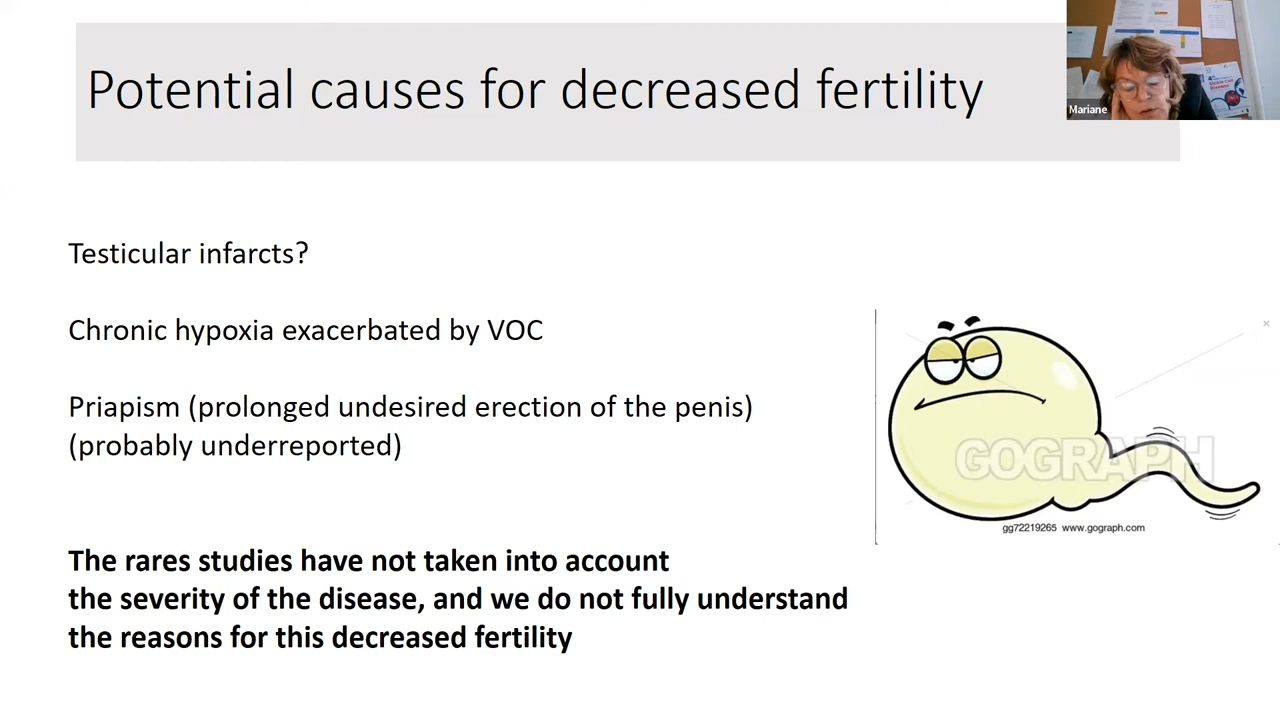 Potential causes for decreased fertility
Mariane
Testicular infarcts?
Chronic hypoxia exacerbated by VOC
Priapism (prolonged undesired erection of the penis)
(probably underreported)
GOGRAPH
gg72219265 www.gograph.com
The rares studies have not taken into account
the severity of the disease, and we do not fully understand
the reasons for this decreased fertility